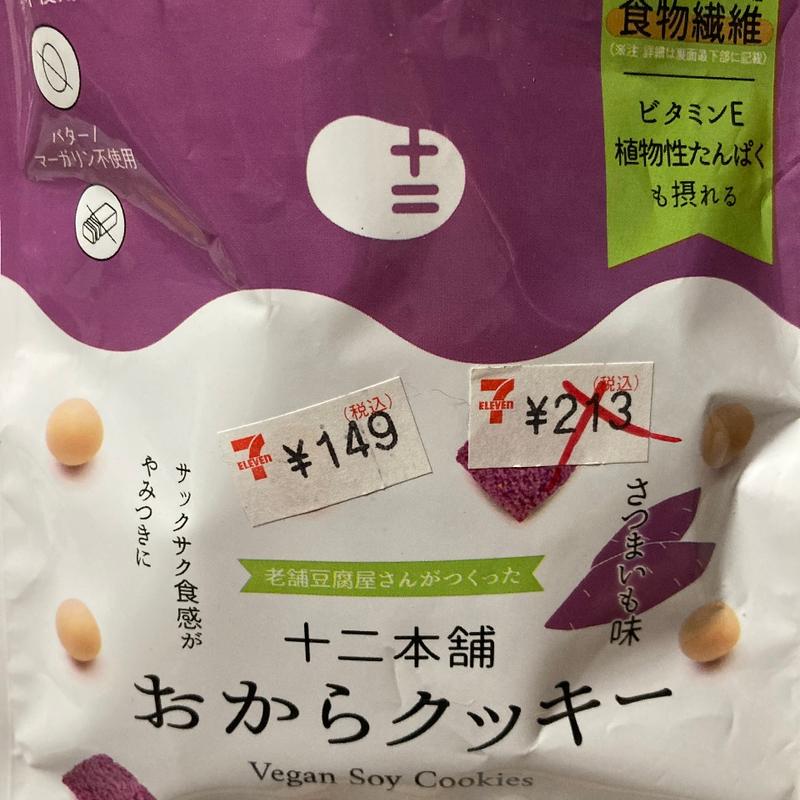 食物繊維
(※注 詳細は裏面最下部に記載)
ビタミンE
植物性たんぱく
も摂れる
バター/
マーガリン不使用
十二
7
ELEVEn
(税込)
¥149
7
ELEVEn
(税込)
¥213
サックサク食感が
やみつきに
さつまいも味
老舗豆腐屋さんがつくった
十二本舗
おからクッキー
Vegan Soy Cookies